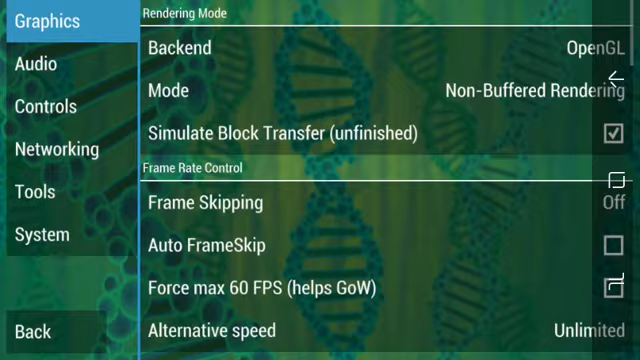 Graphics
Audio
Controls
Networking
Tools
System
Back
Rendering Mode
Backend OpenGL
Mode Non-Buffered Rendering
Simulate Block Transfer (unfinished)
Frame Rate Control
Frame Skipping Off
Auto FrameSkip
Force max 60 FPS (helps GoW)
Alternative speed Unlimited